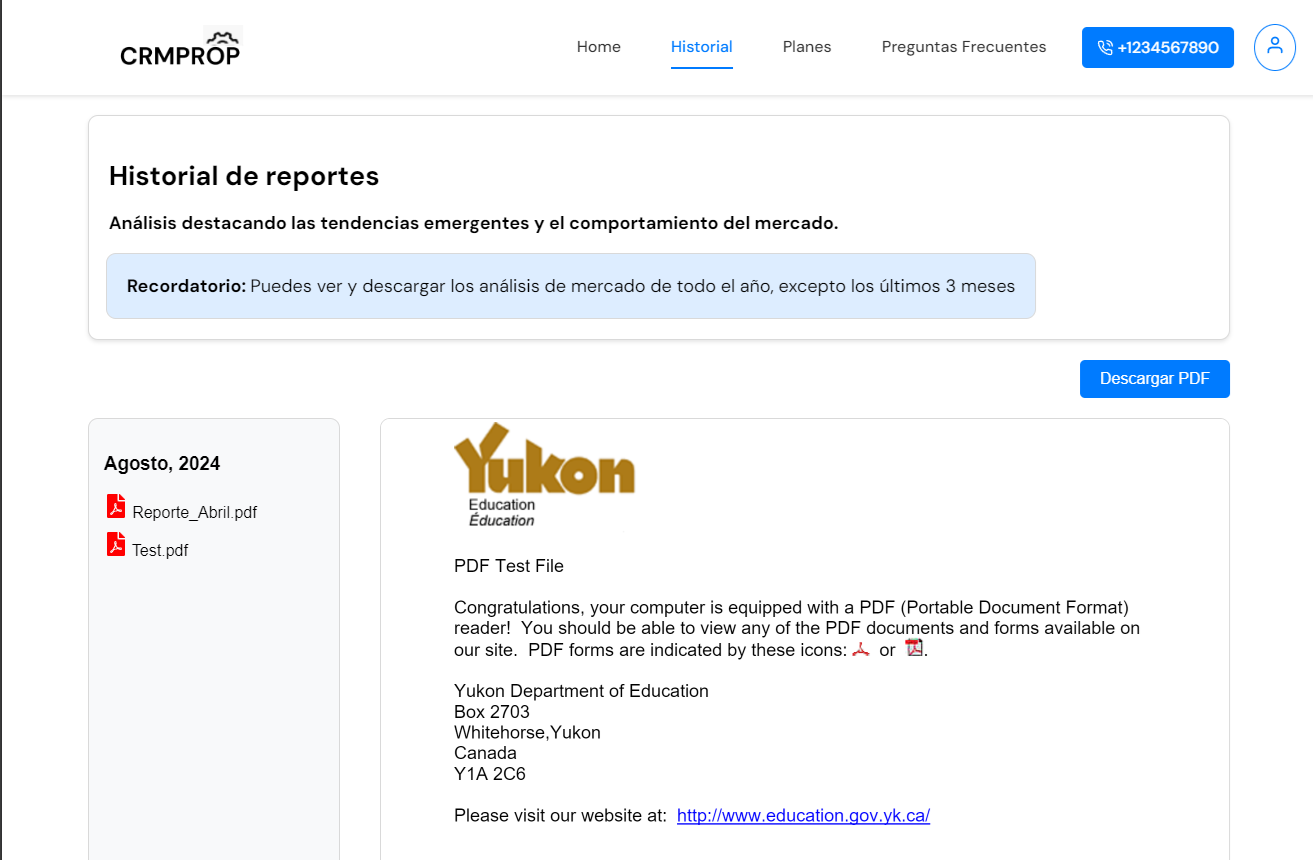 CRMPROP
Home
Historial
Planes
Preguntas Frecuentes
+1234567890
Historial de reportes
Análisis destacando las tendencias emergentes y el comportamiento del mercado.
Recordatorio: Puedes ver y descargar los análisis de mercado de todo el año, excepto los últimos 3 meses
Descargar PDF
Agosto, 2024
Reporte_Abril.pdf
Test.pdf
Yukon
Education
Éducation
PDF Test File
Congratulations, your computer is equipped with a PDF (Portable Document Format)
reader!  You should be able to view any of the PDF documents and forms available on
our site.  PDF forms are indicated by these icons: or .
Yukon Department of Education
Box 2703
Whitehorse,Yukon
Canada
Y1A 2C6
Please visit our website at:  http://www.education.gov.yk.ca/